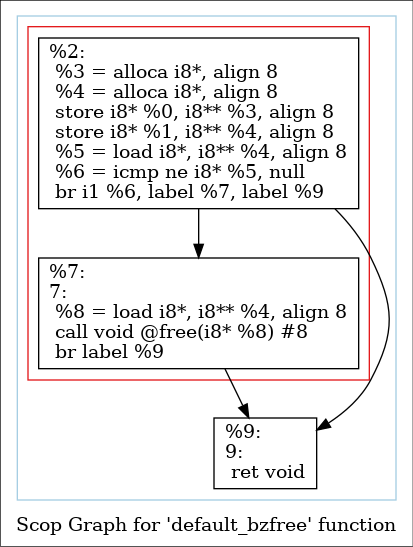 %2:
%3 = alloca i8*, align 8
%4 = alloca i8*, align 8
store i8* %0, i8** %3, align 8
store i8* %1, i8** %4, align 8
%5 = load i8*, i8** %4, align 8
%6 = icmp ne i8* %5, null
br i1 %6, label %7, label %9
%7:
7:
%8 = load i8*, i8** %4, align 8
call void @free(i8* %8) #8
br label %9
%9:
9:
ret void
Scop Graph for 'default_bzfree' function